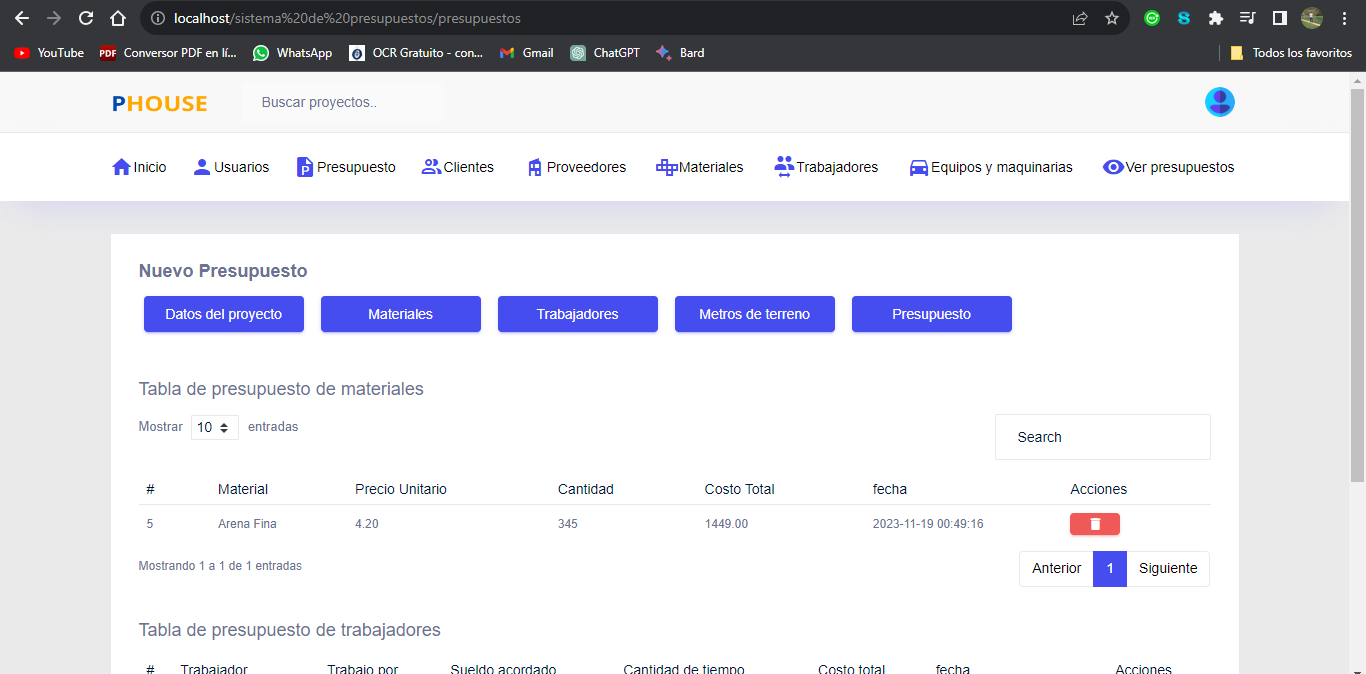 localhost/sistema%20de%20presupuestos/presupuestos
YouTube PDF Conversor PDF en lí... WhatsApp OCR Gratuito - con... Gmail ChatGPT Bard Todos los favoritos
PHOUSE Buscar proyectos..
Inicio Usuarios Presupuesto Clientes Proveedores Materiales Trabajadores Equipos y maquinarias Ver presupuestos
Nuevo Presupuesto
Datos del proyecto Materiales Trabajadores Metros de terreno Presupuesto
Tabla de presupuesto de materiales
Mostrar 10 entradas Search
# Material Precio Unitario Cantidad Costo Total fecha Acciones
5 Arena Fina 4.20 345 1449.00 2023-11-19 00:49:16
Mostrando 1 a 1 de 1 entradas Anterior 1 Siguiente
Tabla de presupuesto de trabajadores
# Trabajador Trabajo por Sueldo acordado Cantidad de tiempo Costo total fecha Acciones